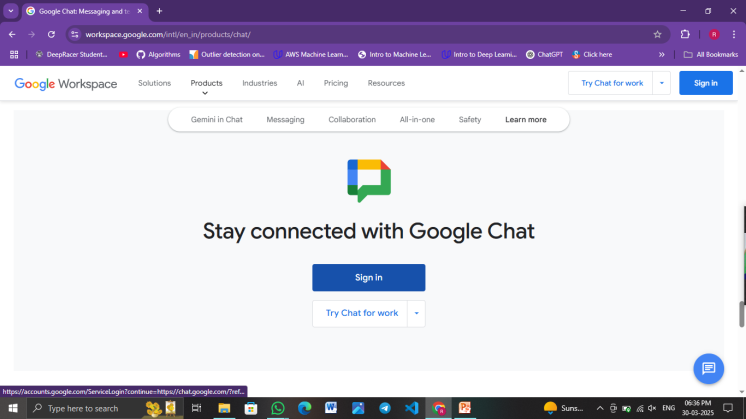 Google Chat: Messaging and te
workspace.google.com/intl/en_in/products/chat/
DeepRacer Student... Algorithms Outlier detection on... AWS Machine Learn... Intro to Machine Le... Intro to Deep Learni... ChatGPT Click here » All Bookmarks
Google Workspace Solutions Products Industries AI Pricing Resources Try Chat for work Sign in
Gemini in Chat Messaging Collaboration All-in-one Safety Learn more
Stay connected with Google Chat
Sign in
Try Chat for work
https://accounts.google.com/ServiceLogin?continue=https://chat.google.com/?ref...
Type here to search Suns... ENG 06:36 PM
30-03-2025